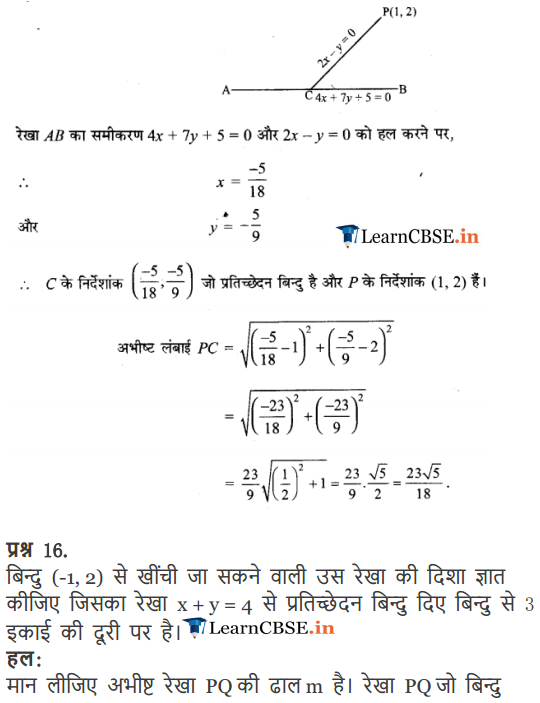 P(1, 2)
2x – y = 0
A
C
B
4x + 7y + 5 = 0
रेखा AB का समीकरण 4x + 7y + 5 = 0 और 2x – y = 0 को हल करने पर,
∴ x = \frac{-5}{18}
और y = -\frac{5}{9}
LearnCBSE.in
∴ C के निर्देशांक \left(\frac{-5}{18}, \frac{-5}{9}\right) जो प्रतिच्छेदन बिन्दु है और P के निर्देशांक (1, 2) हैं।
अभीष्ट लंबाई PC = \sqrt{\left(\frac{-5}{18} - 1\right)^2 + \left(\frac{-5}{9} - 2\right)^2}
= \sqrt{\left(\frac{-23}{18}\right)^2 + \left(\frac{-23}{9}\right)^2}
= \frac{23}{9}\sqrt{\left(\frac{1}{2}\right)^2 + 1} = \frac{23}{9} . \frac{\sqrt{5}}{2} = \frac{23\sqrt{5}}{18} .
प्रश्न 16.
बिन्दु (-1, 2) से खींची जा सकने वाली उस रेखा की दिशा ज्ञात
कीजिए जिसका रेखा x + y = 4 से प्रतिच्छेदन बिन्दु दिए बिन्दु से 3
इकाई की दूरी पर है।
LearnCBSE.in
हल:
मान लीजिए अभीष्ट रेखा PQ की ढाल m है। रेखा PQ जो बिन्दु